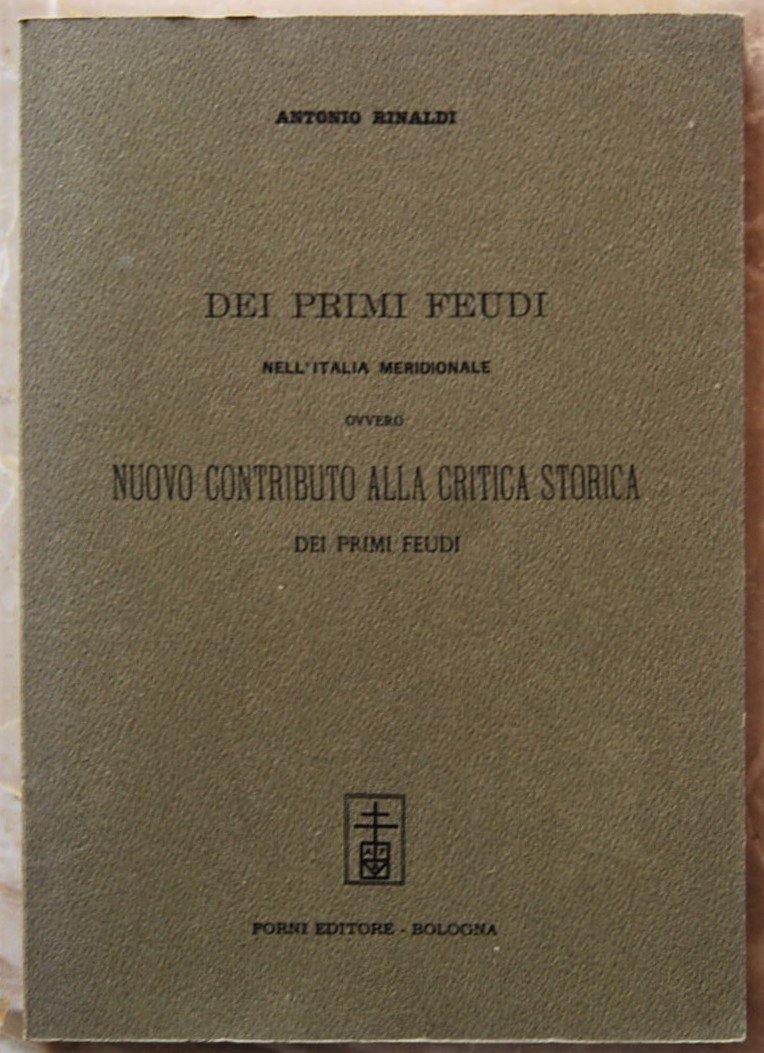 ANTONIO RINALDI
DEI PRIMI FEUDI
NELL'ITALIA MERIDIONALE
OVVERO
NUOVO CONTRIBUTO ALLA CRITICA STORICA
DEI PRIMI FEUDI
FORNI EDITORE - BOLOGNA